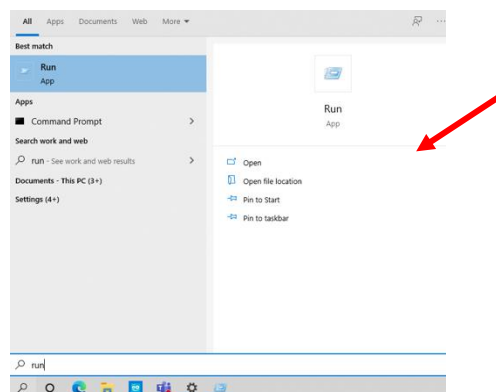 All Apps Documents Web More
Best match
Run
App
Apps
Command Prompt
Search work and web
run - See work and web results
Documents - This PC (3+)
Settings (4+)
Run
App
Open
Open file location
Pin to Start
Pin to taskbar
run